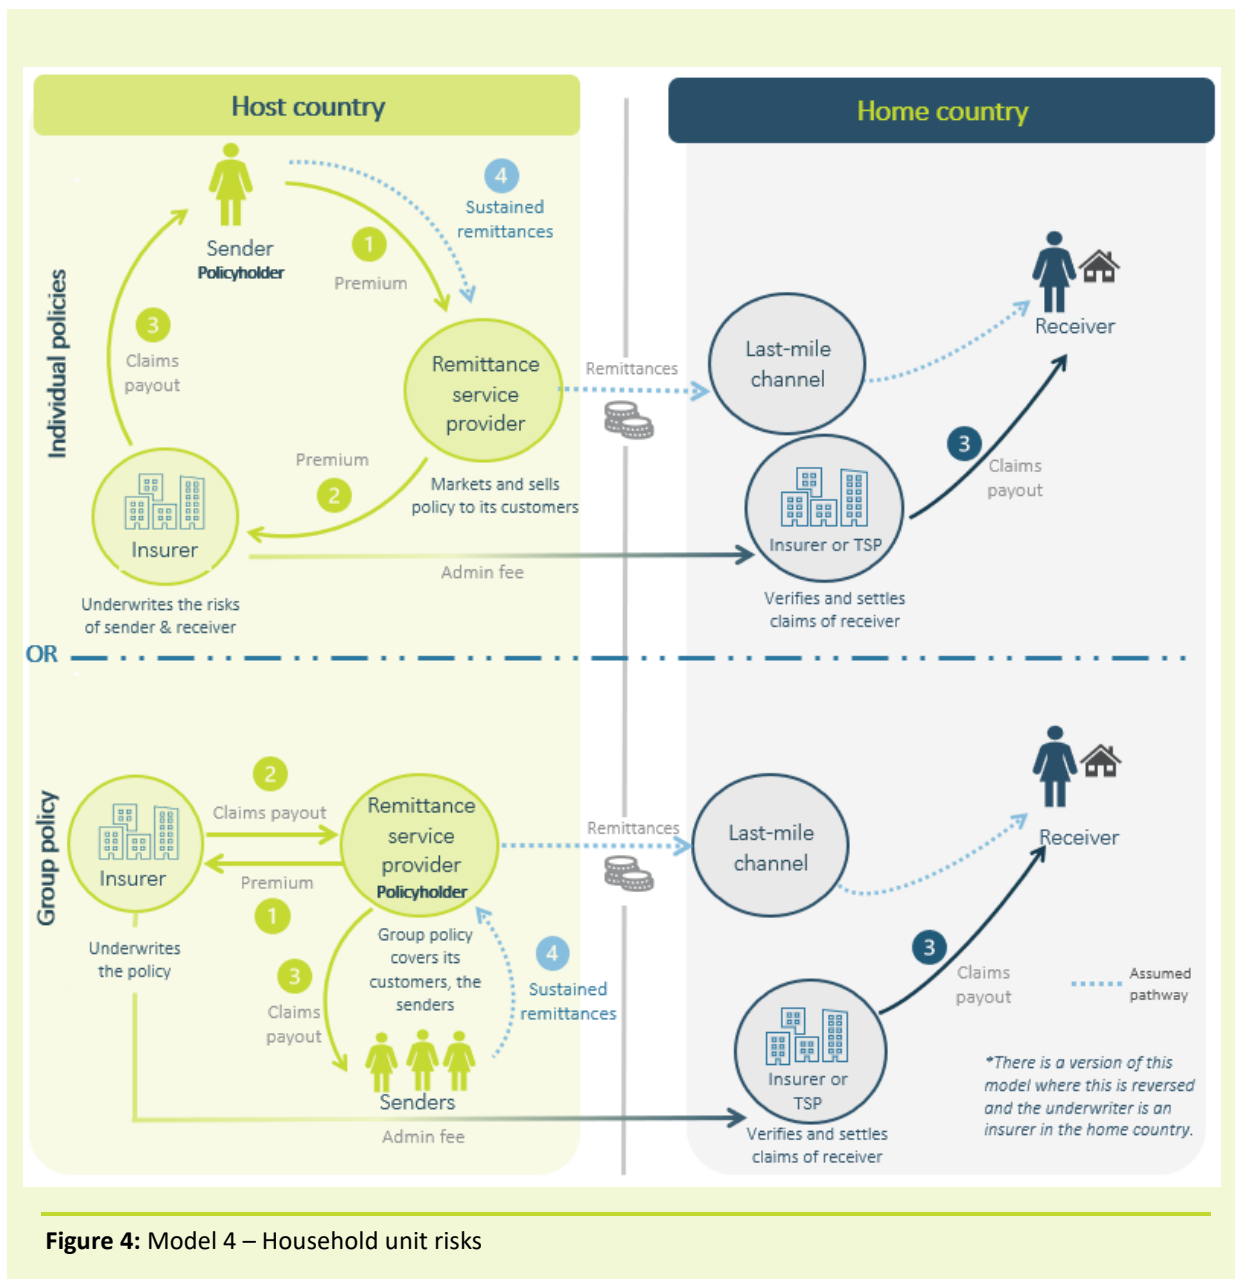 Host country
Home country
Individual policies
Sender
Policyholder
1
Premium
4
Sustained
remittances
3
Claims
payout
Remittance
service
provider
Markets and sells
policy to its customers
Premium
2
Insurer
Underwrites the risks
of sender & receiver
Admin fee
Remittances
Last-mile
channel
Receiver
3
Claims
payout
Insurer or TSP
Verifies and settles
claims of receiver
OR
Group policy
Insurer
Underwrites
the policy
2
Claims payout
Premium
1
Remittance
service
provider
Policyholder
Group policy
covers its
customers, the
senders
3
Claims
payout
4
Sustained
remittances
Senders
Admin fee
Remittances
Last-mile
channel
Receiver
3
Claims
payout
Insurer or
TSP
Verifies and settles
claims of receiver
Assumed
pathway
*There is a version of this
model where this is reversed
and the underwriter is an
insurer in the home country.
Figure 4: Model 4 – Household unit risks